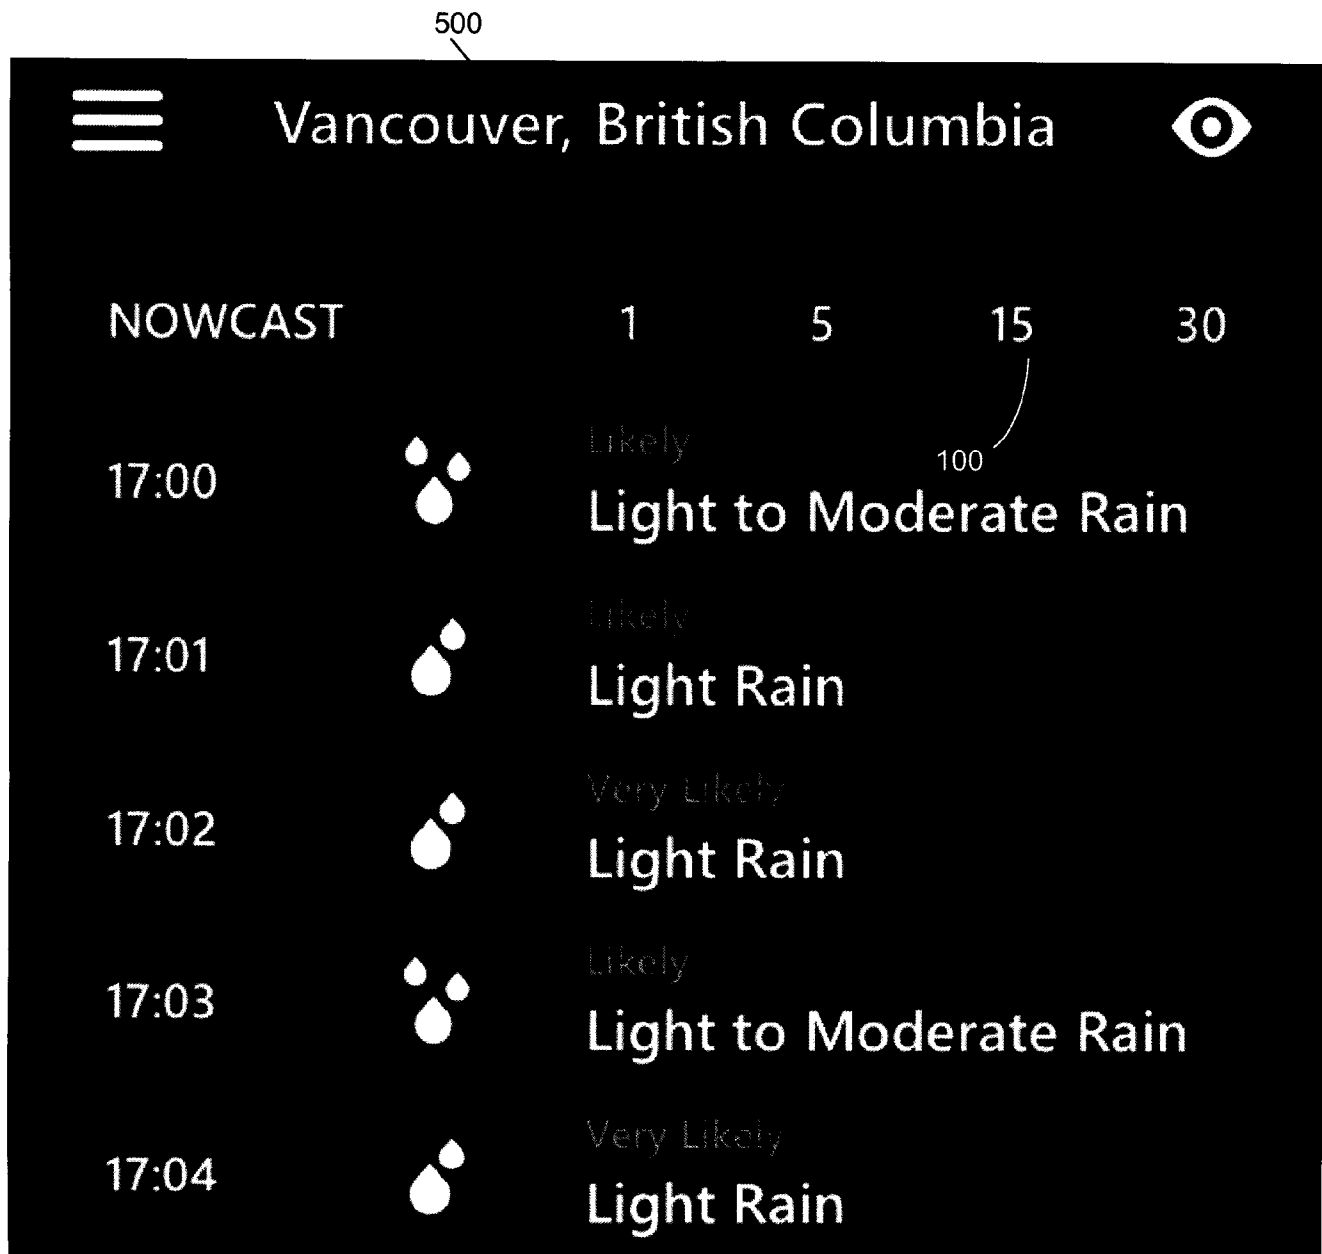 500
Vancouver, British Columbia
NOWCAST 1 5 15 30
100
Likely
17:00
Light to Moderate Rain
Likely
17:01
Light Rain
Very Likely
17:02
Light Rain
Likely
17:03
Light to Moderate Rain
Very Likely
17:04
Light Rain